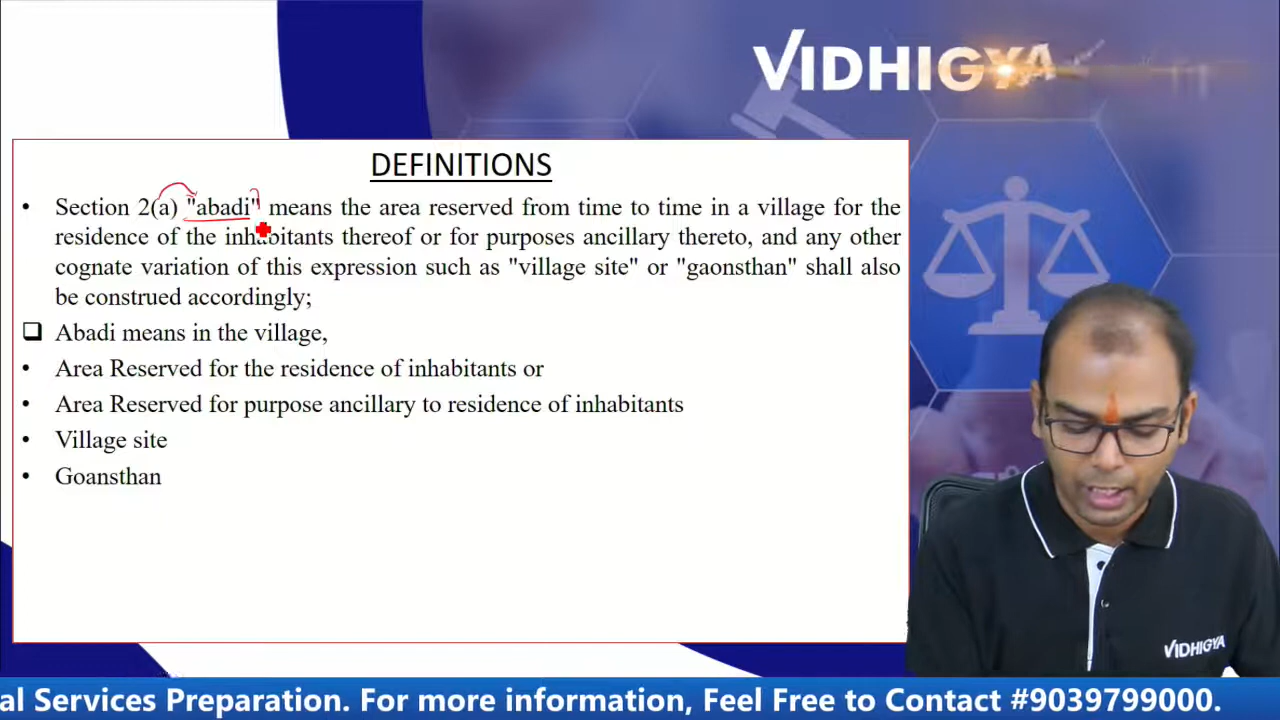 VIDHIGYA
DEFINITIONS
• Section 2(a) "abadi" means the area reserved from time to time in a village for the
residence of the inhabitants thereof or for purposes ancillary thereto, and any other
cognate variation of this expression such as "village site" or "gaonsthan" shall also
be construed accordingly;
❑ Abadi means in the village,
• Area Reserved for the residence of inhabitants or
• Area Reserved for purpose ancillary to residence of inhabitants
• Village site
• Goansthan
VIDHIGYA
al Services Preparation. For more information, Feel Free to Contact #9039799000.